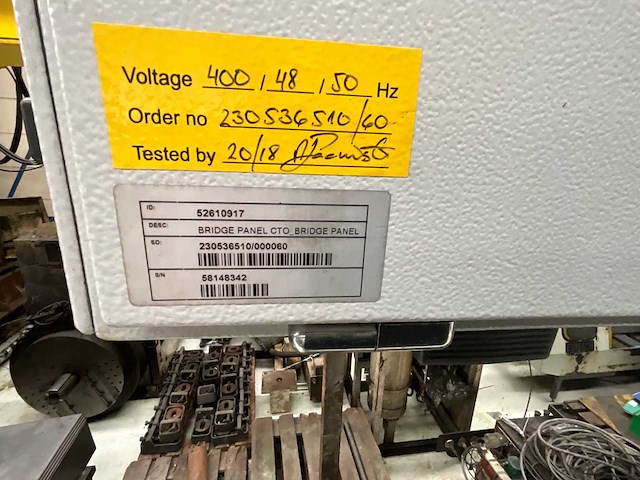 Voltage 400 / 48 / 50 Hz
Order no 230536510/60
Tested by 20/18
ID: 52610917
DESC: BRIDGE PANEL CTO_BRIDGE PANEL
SO: 230536510/000060
S/N 58148342